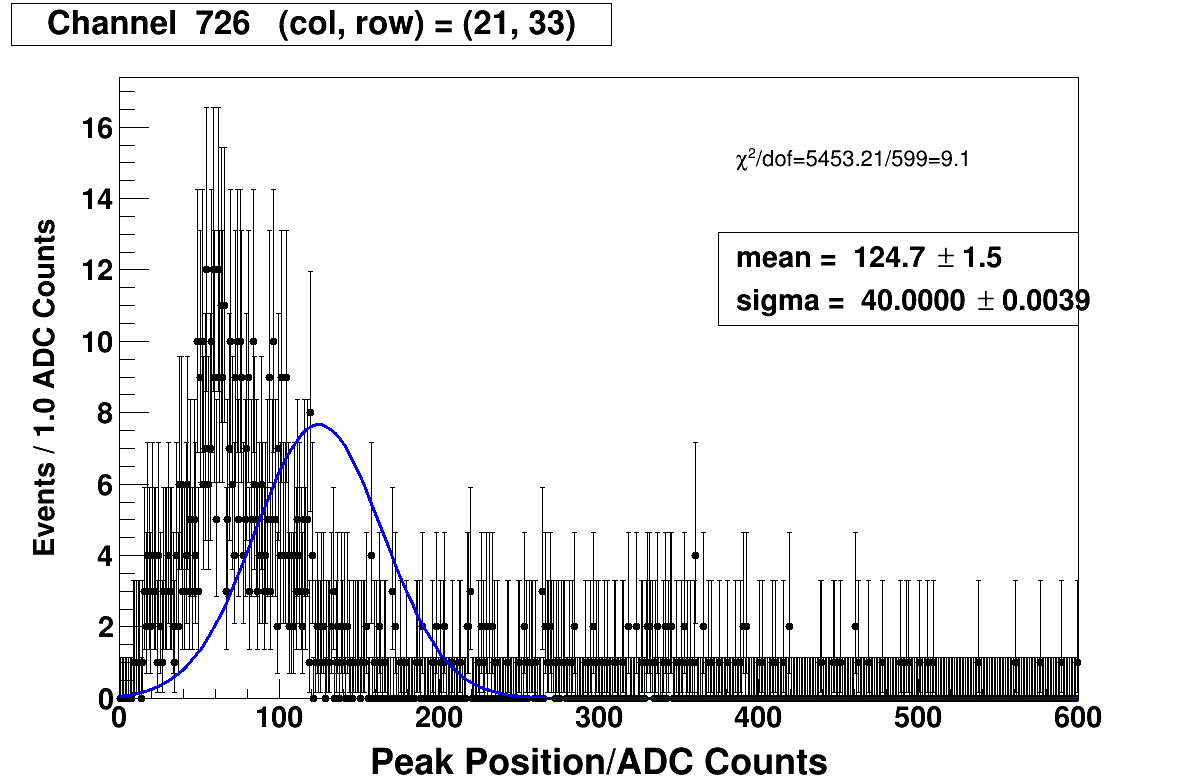 Channel 726 (col, row) = (21, 33)
χ²/dof=5453.21/599=9.1
mean = 124.7 ± 1.5
sigma = 40.0000 ± 0.0039
Events / 1.0 ADC Counts
16
14
12
10
8
6
4
2
0
0 100 200 300 400 500 600
Peak Position/ADC Counts